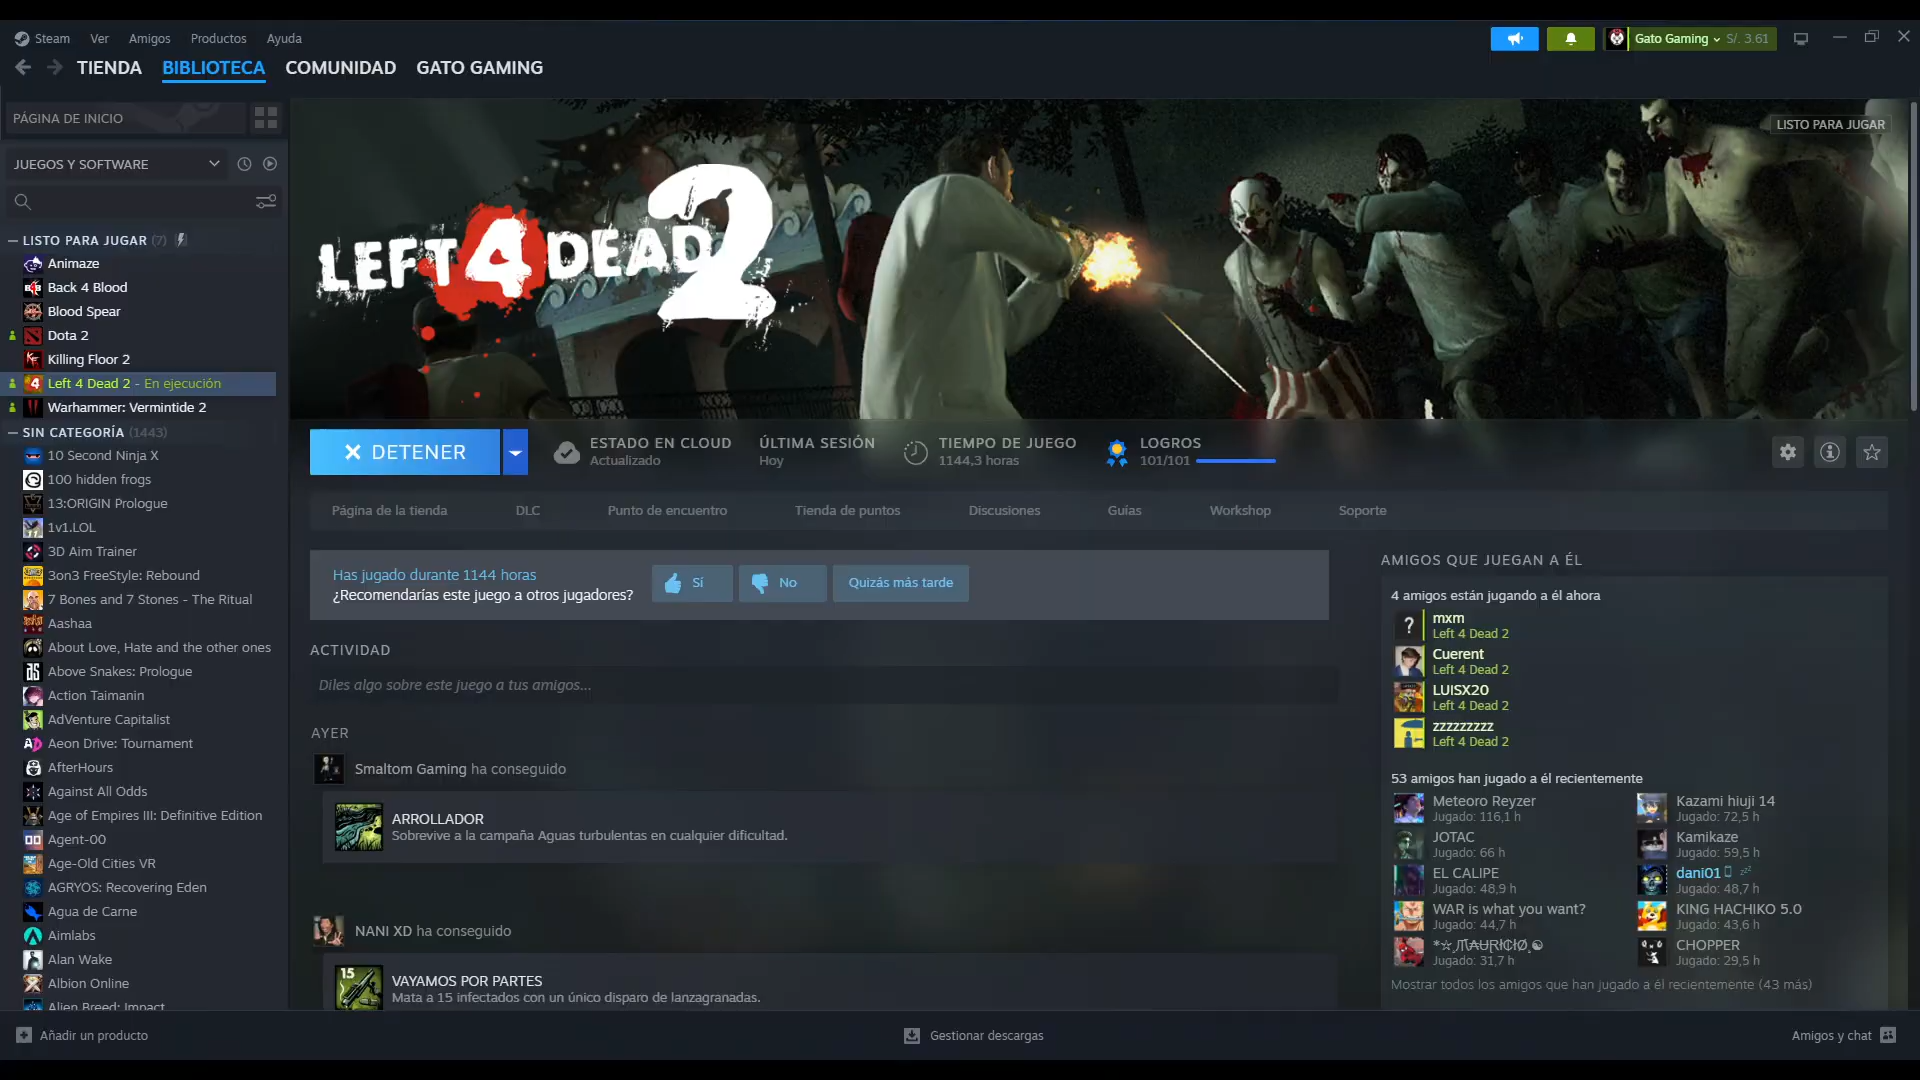 Steam Ver Amigos Productos Ayuda
Gato Gaming S/. 3.61
TIENDA BIBLIOTECA COMUNIDAD GATO GAMING
PÁGINA DE INICIO
JUEGOS Y SOFTWARE
LISTO PARA JUGAR (7)
Animaze
Back 4 Blood
Blood Spear
Dota 2
Killing Floor 2
Left 4 Dead 2 - En ejecución
Warhammer: Vermintide 2
SIN CATEGORÍA (1443)
10 Second Ninja X
100 hidden frogs
13:ORIGIN Prologue
1v1.LOL
3D Aim Trainer
3on3 FreeStyle: Rebound
7 Bones and 7 Stones - The Ritual
Aashaa
About Love, Hate and the other ones
Above Snakes: Prologue
Action Taimanin
AdVenture Capitalist
Aeon Drive: Tournament
AfterHours
Against All Odds
Age of Empires III: Definitive Edition
Agent-00
Age-Old Cities VR
AGRYOS: Recovering Eden
Agua de Carne
Aimlabs
Alan Wake
Albion Online
Alien Breed: Impact
LISTO PARA JUGAR
LEFT 4 DEAD 2
DETENER
ESTADO EN CLOUD
Actualizado
ÚLTIMA SESIÓN
Hoy
TIEMPO DE JUEGO
1144,3 horas
LOGROS
101/101
Página de la tienda DLC Punto de encuentro Tienda de puntos Discusiones Guías Workshop Soporte
Has jugado durante 1144 horas
¿Recomendarías este juego a otros jugadores?
Sí No Quizás más tarde
ACTIVIDAD
Diles algo sobre este juego a tus amigos...
AYER
Smaltom Gaming ha conseguido
ARROLLADOR
Sobrevive a la campaña Aguas turbulentas en cualquier dificultad.
NANI XD ha conseguido
15
VAYAMOS POR PARTES
Mata a 15 infectados con un único disparo de lanzagranadas.
AMIGOS QUE JUEGAN A ÉL
4 amigos están jugando a él ahora
mxm
Left 4 Dead 2
Cuerent
Left 4 Dead 2
LUISX20
Left 4 Dead 2
zzzzzzzzz
Left 4 Dead 2
53 amigos han jugado a él recientemente
Meteoro Reyzer
Jugado: 116,1 h
Kazami hiuji 14
Jugado: 72,5 h
JOTAC
Jugado: 66 h
Kamikaze
Jugado: 59,5 h
EL CALIPE
Jugado: 48,9 h
dani01
Jugado: 48,7 h
WAR is what you want?
Jugado: 44,7 h
KING HACHIKO 5.0
Jugado: 43,6 h
Jugado: 31,7 h
CHOPPER
Jugado: 29,5 h
Mostrar todos los amigos que han jugado a él recientemente (43 más)
Añadir un producto
Gestionar descargas
Amigos y chat